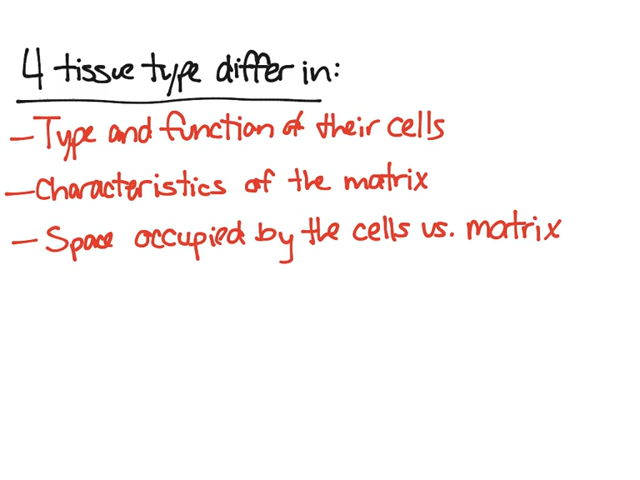 4 tissue type differ in:
- Type and function of their cells
- Characteristics of the matrix
- Space occupied by the cells vs. matrix